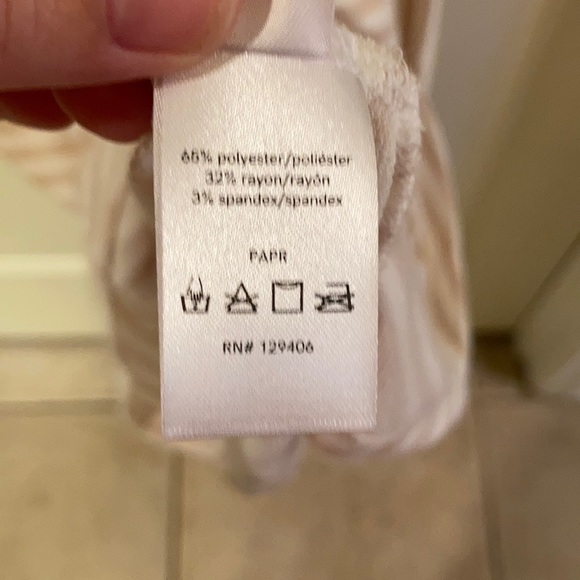 65% polyester/poliéster
32% rayon/rayón
3% spandex/spandex
PAPR
RN# 129406